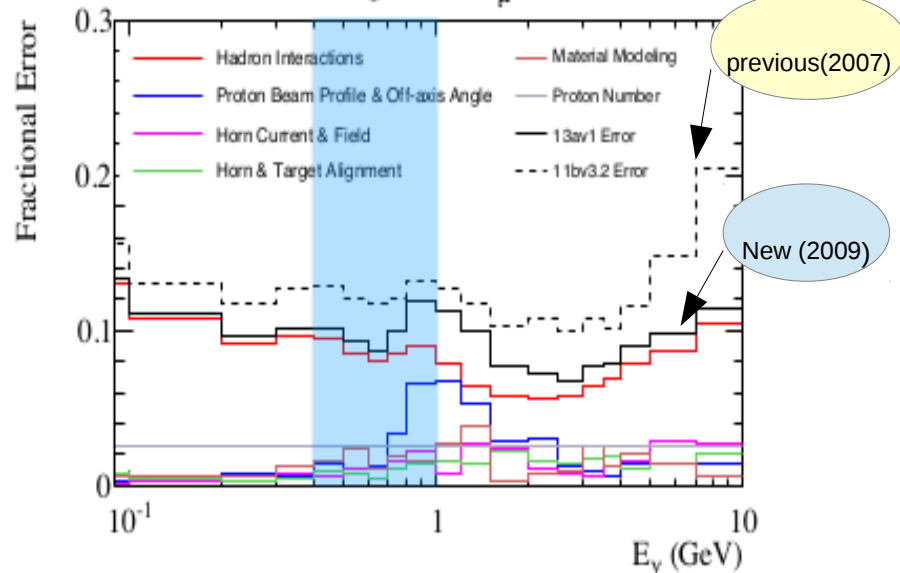 0.3
0.2
0.1
0
Fractional Error
Hadron Interactions
Proton Beam Profile & Off-axis Angle
Horn Current & Field
Horn & Target Alignment
Material Modeling
Proton Number
13av1 Error
11bv3.2 Error
previous(2007)
New (2009)
10⁻¹
1
10
Eᵥ (GeV)